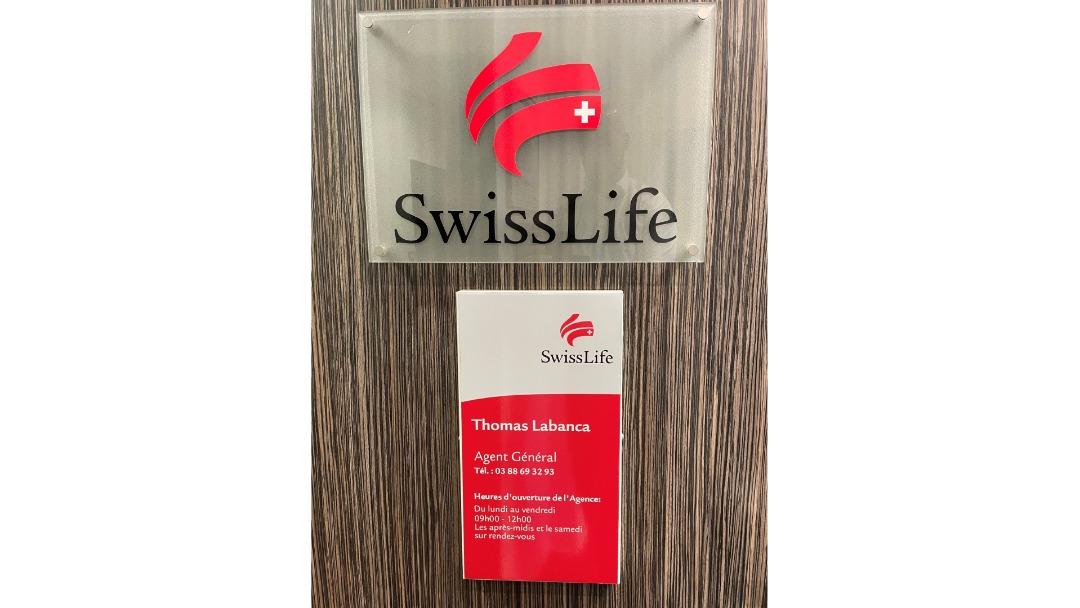 SwissLife
SwissLife
Thomas Labanca
Agent Général
Tél. : 03 88 69 32 93
Heures d'ouverture de l'Agence:
Du lundi au vendredi
09h00 - 12h00
Les après-midis et le samedi
sur rendez-vous